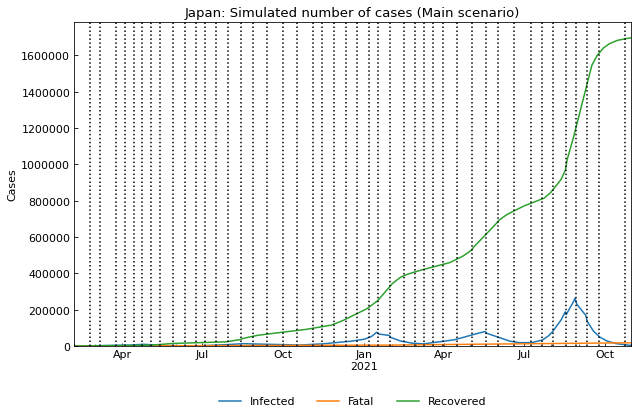 Japan: Simulated number of cases (Main scenario)
1600000
1400000
1200000
1000000
800000
600000
400000
200000
0
Cases
Apr Jul Oct Jan Apr Jul Oct
2021
Infected Fatal Recovered